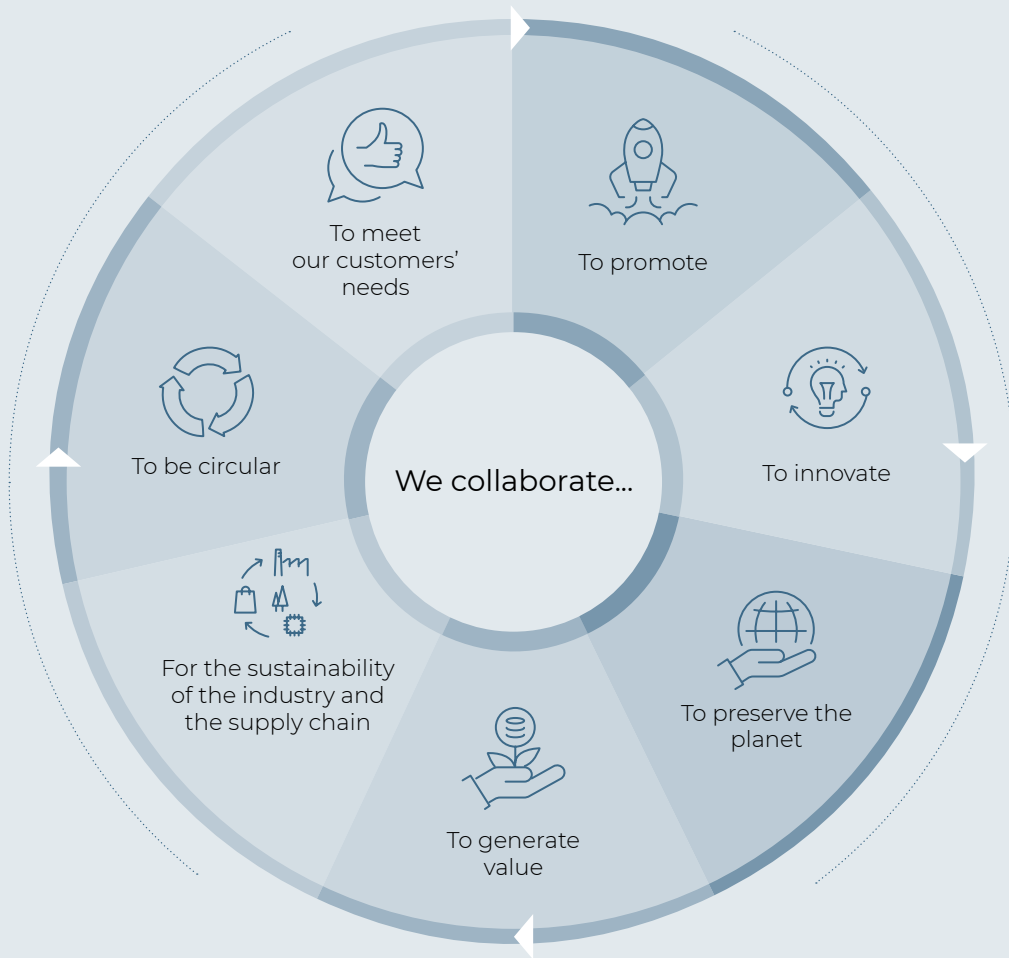 To meet
our customers’
needs
To promote
To innovate
To preserve the
planet
To generate
value
For the sustainability
of the industry and
the supply chain
To be circular
We collaborate...